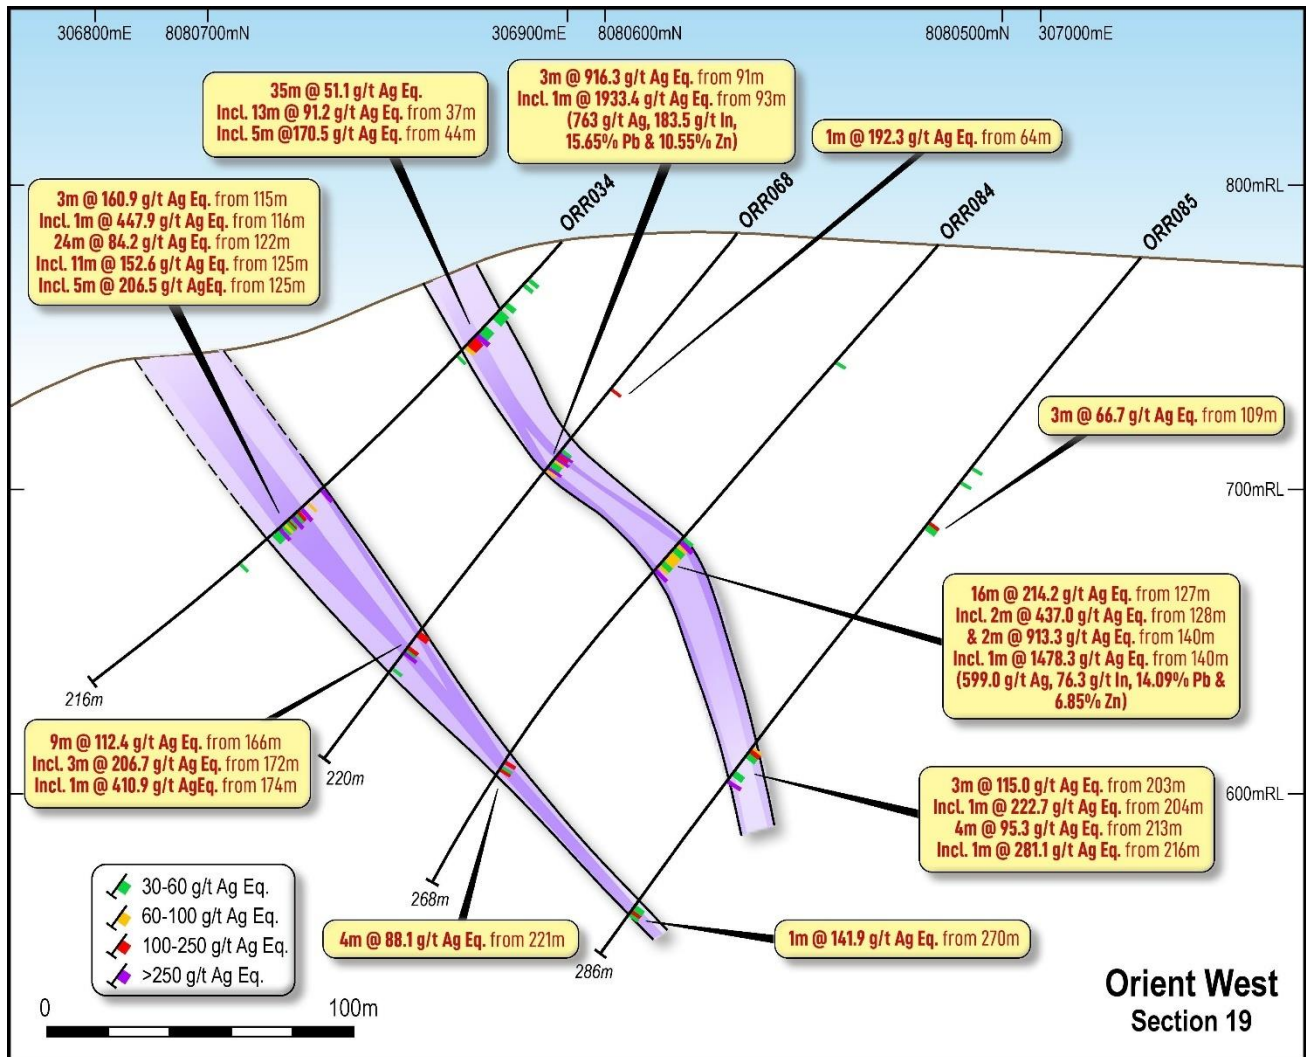 306800mE
8080700mN
306900mE
8080600mN
8080500mN
307000mE
35m @ 51.1 g/t Ag Eq.
Incl. 13m @ 91.2 g/t Ag Eq. from 37m
Incl. 5m @170.5 g/t Ag Eq. from 44m
3m @ 916.3 g/t Ag Eq. from 91m
Incl. 1m @ 1933.4 g/t Ag Eq. from 93m
(763 g/t Ag, 183.5 g/t In,
15.65% Pb & 10.55% Zn)
1m @ 192.3 g/t Ag Eq. from 64m
3m @ 160.9 g/t Ag Eq. from 115m
Incl. 1m @ 447.9 g/t Ag Eq. from 116m
24m @ 84.2 g/t Ag Eq. from 122m
Incl. 11m @ 152.6 g/t Ag Eq. from 125m
Incl. 5m @ 206.5 g/t AgEq. from 125m
ORR034
ORR068
ORR084
ORR085
800mRL
3m @ 66.7 g/t Ag Eq. from 109m
700mRL
16m @ 214.2 g/t Ag Eq. from 127m
Incl. 2m @ 437.0 g/t Ag Eq. from 128m
& 2m @ 913.3 g/t Ag Eq. from 140m
Incl. 1m @ 1478.3 g/t Ag Eq. from 140m
(599.0 g/t Ag, 76.3 g/t In, 14.09% Pb &
6.85% Zn)
216m
9m @ 112.4 g/t Ag Eq. from 166m
Incl. 3m @ 206.7 g/t Ag Eq. from 172m
Incl. 1m @ 410.9 g/t AgEq. from 174m
220m
600mRL
3m @ 115.0 g/t Ag Eq. from 203m
Incl. 1m @ 222.7 g/t Ag Eq. from 204m
4m @ 95.3 g/t Ag Eq. from 213m
Incl. 1m @ 281.1 g/t Ag Eq. from 216m
268m
4m @ 88.1 g/t Ag Eq. from 221m
1m @ 141.9 g/t Ag Eq. from 270m
286m
30-60 g/t Ag Eq.
60-100 g/t Ag Eq.
100-250 g/t Ag Eq.
>250 g/t Ag Eq.
0
100m
Orient West
Section 19